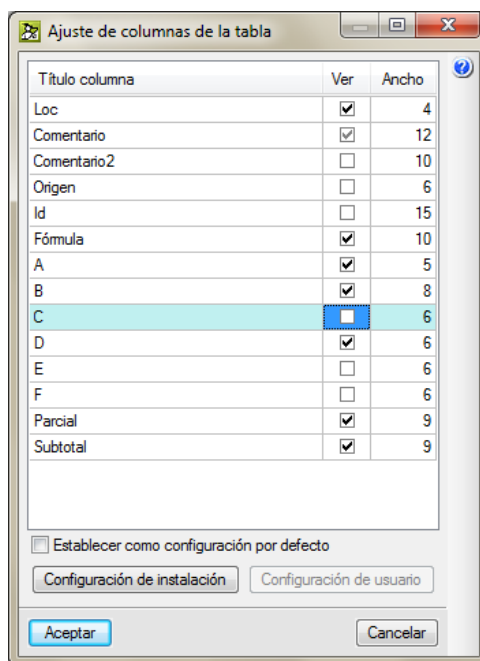 Ajuste de columnas de la tabla
Título columna Ver Ancho
Loc 4
Comentario 12
Comentario2 10
Origen 6
Id 15
Fórmula 10
A 5
B 8
C 6
D 6
E 6
F 6
Parcial 9
Subtotal 9
Establecer como configuración por defecto
Configuración de instalación Configuración de usuario
Aceptar Cancelar